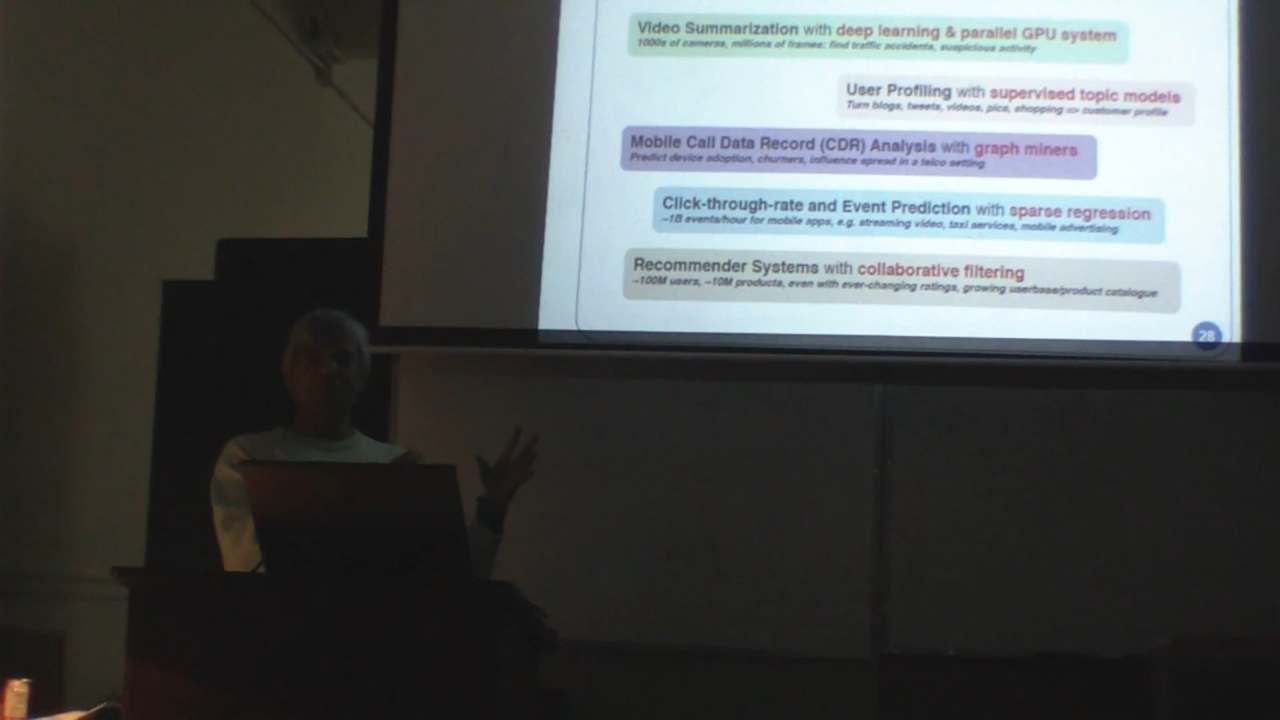 Video Summarization with deep learning & parallel GPU system
1000s of cameras, millions of frames: find traffic accidents, suspicious activity
User Profiling with supervised topic models
Turn blogs, tweets, videos, pics, shopping => customer profile
Mobile Call Data Record (CDR) Analysis with graph miners
Predict device adoption, churners, influence spread in a telco setting
Click-through-rate and Event Prediction with sparse regression
~1B events/hour for mobile apps, e.g. streaming video, taxi services, mobile advertising
Recommender Systems with collaborative filtering
~100M users, ~10M products, even with ever-changing ratings, growing userbase/product catalogue
28